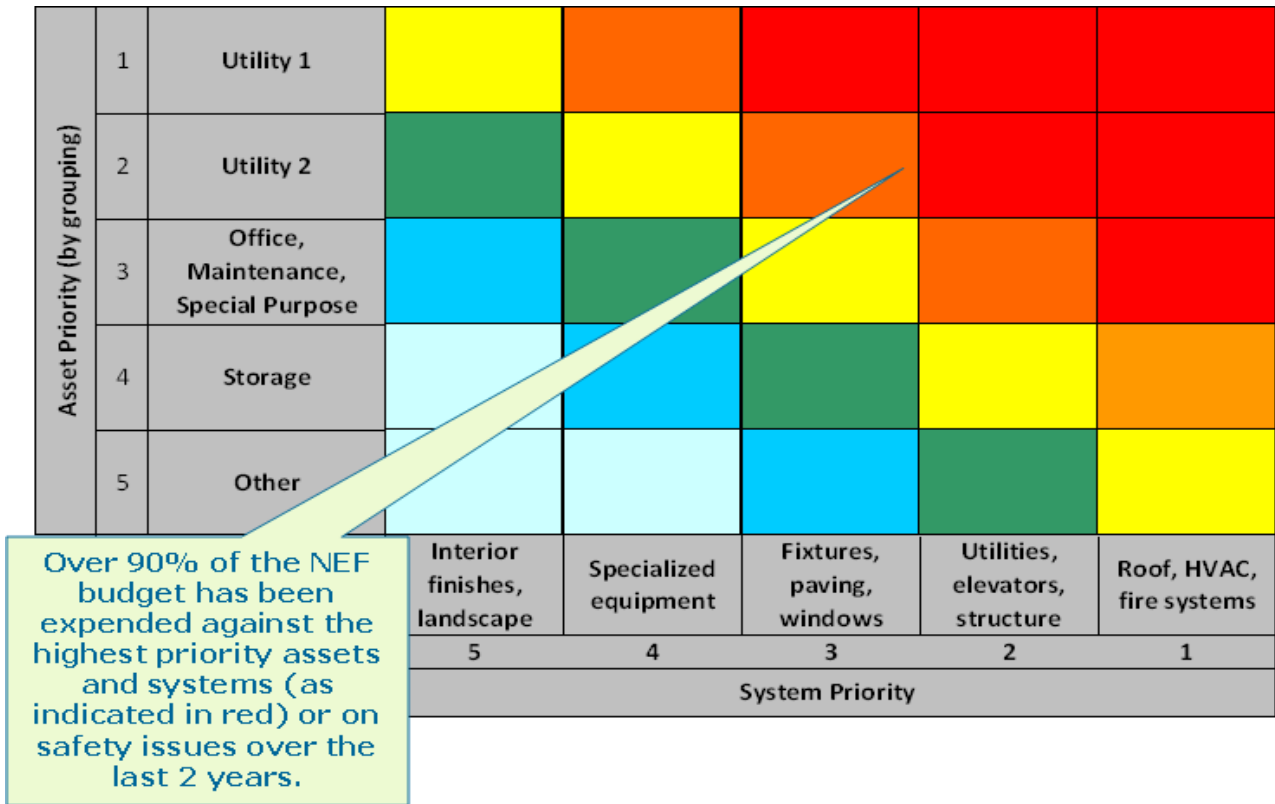 Asset Priority (by grouping)
1
Utility 1
2
Utility 2
3
Office,
Maintenance,
Special Purpose
4
Storage
5
Other
Interior
finishes,
landscape
Specialized
equipment
Fixtures,
paving,
windows
Utilities,
elevators,
structure
Roof, HVAC,
fire systems
5
4
3
2
1
System Priority
Over 90% of the NEF
budget has been
expended against the
highest priority assets
and systems (as
indicated in red) or on
safety issues over the
last 2 years.